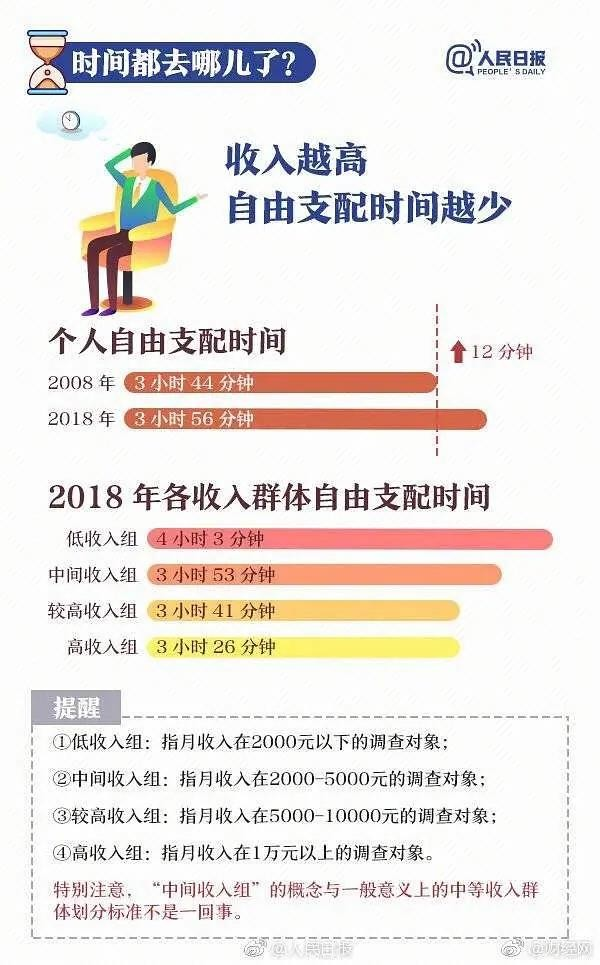 时间都去哪儿了？
@人民日报
PEOPLE'S DAILY
收入越高
自由支配时间越少
个人自由支配时间
12 分钟
2008 年 3 小时 44 分钟
2018 年 3 小时 56 分钟
2018 年各收入群体自由支配时间
低收入组 4 小时 3 分钟
中间收入组 3 小时 53 分钟
较高收入组 3 小时 41 分钟
高收入组 3 小时 26 分钟
提醒
①低收入组：指月收入在2000元以下的调查对象；
②中间收入组：指月收入在2000-5000元的调查对象；
③较高收入组：指月收入在5000-10000元的调查对象；
④高收入组：指月收入在1万元以上的调查对象。
特别注意，“中间收入组”的概念与一般意义上的中等收入群
体划分标准不是一回事。
@人民日报
@财经网